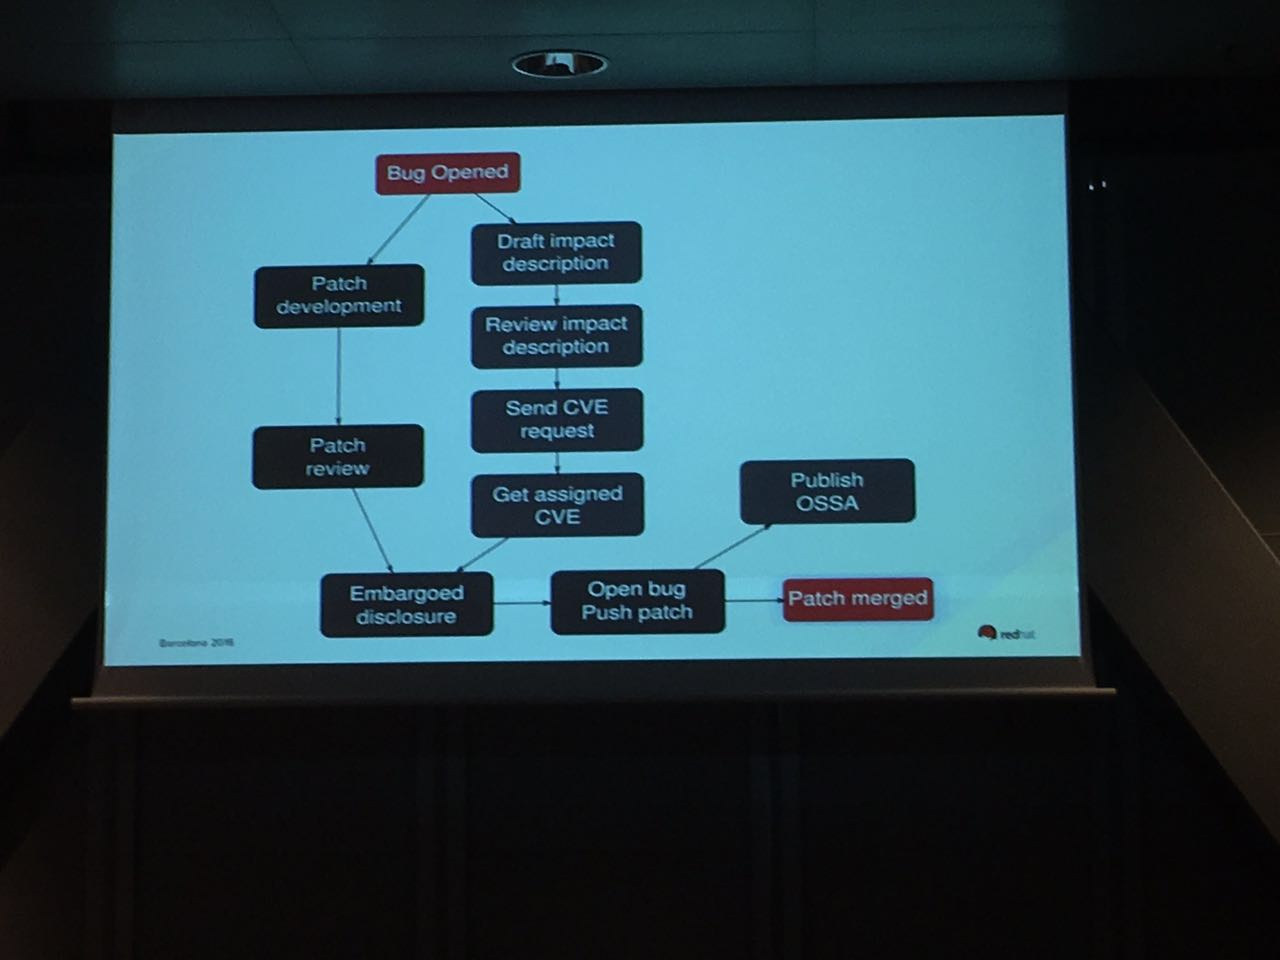 Bug Opened
Draft impact
description
Patch
development
Review impact
description
Send CVE
request
Patch
review
Get assigned
CVE
Publish
OSSA
Embargoed
disclosure
Open bug
Push patch
Patch merged
Barcelona 2016
redhat